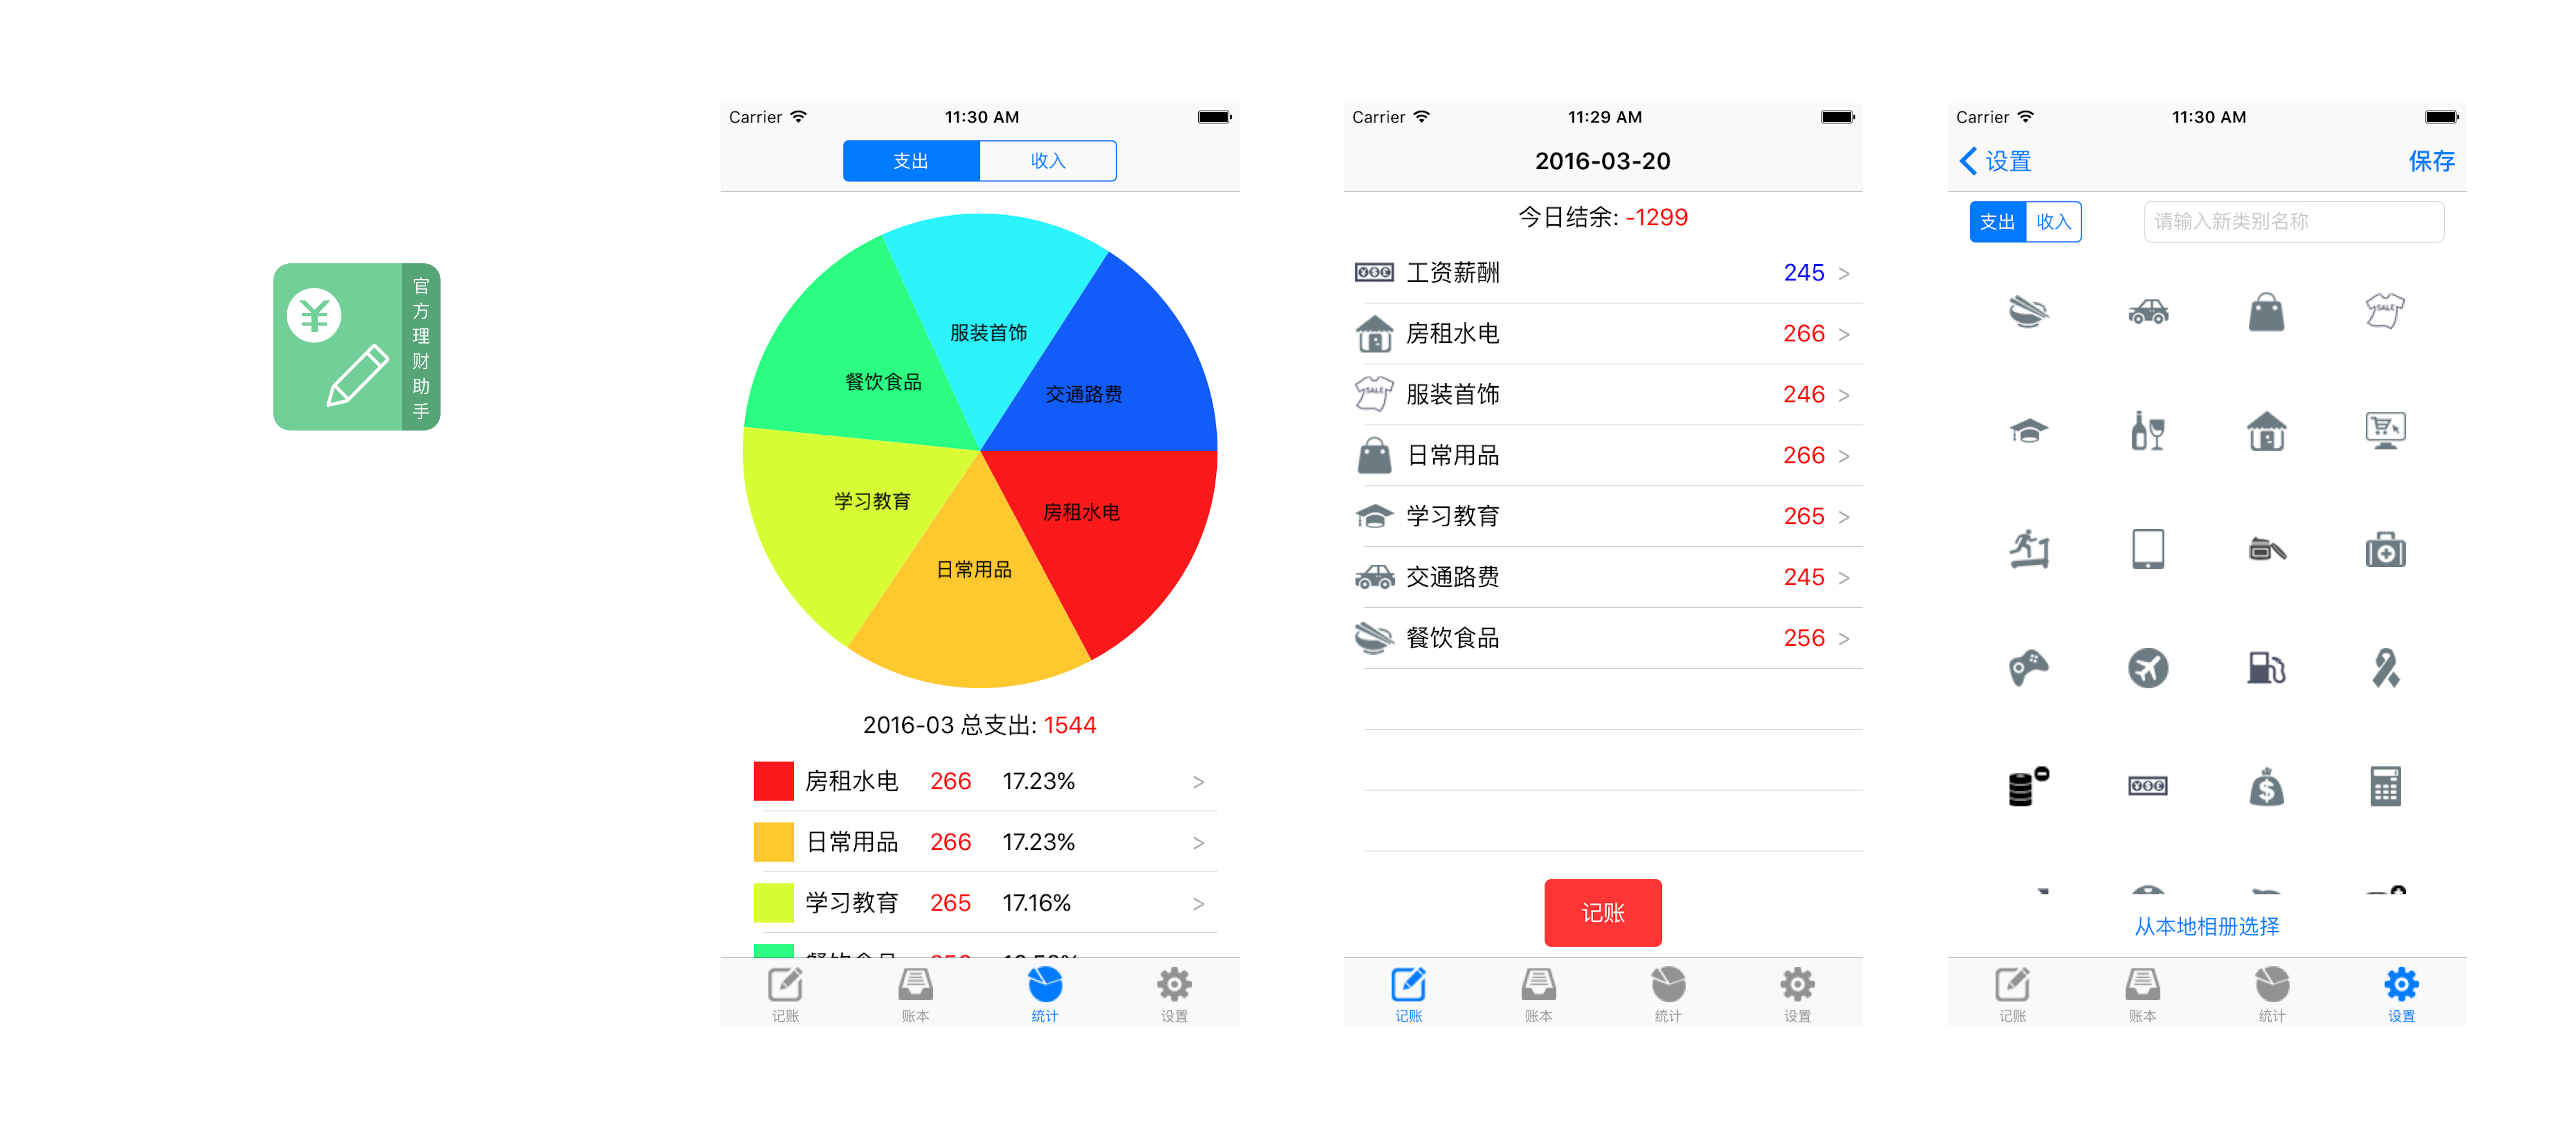 ¥
官方理财助手
Carrier 11:30 AM
支出 收入
服装首饰
餐饮食品
交通路费
学习教育
房租水电
日常用品
2016-03 总支出: 1544
房租水电 266 17.23% >
日常用品 266 17.23% >
学习教育 265 17.16% >
记账 账本 统计 设置
Carrier 11:29 AM
2016-03-20
今日结余: -1299
工资薪酬 245 >
房租水电 266 >
SALE 服装首饰 246 >
日常用品 266 >
学习教育 265 >
交通路费 245 >
餐饮食品 256 >
记账
记账 账本 统计 设置
Carrier 11:30 AM
设置 保存
支出 收入 请输入新类别名称
SALE
$
从本地相册选择
记账 账本 统计 设置